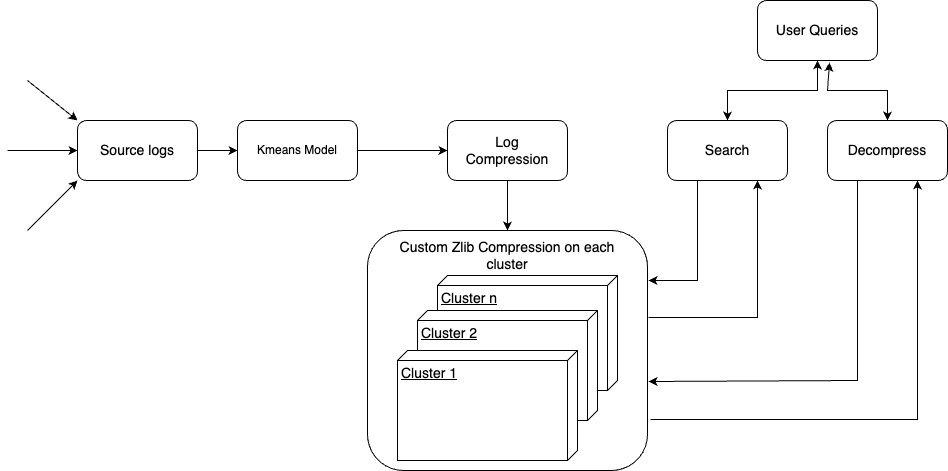 User Queries
Source logs
Kmeans Model
Log
Compression
Search
Decompress
Custom Zlib Compression on each
cluster
Cluster n
Cluster 2
Cluster 1